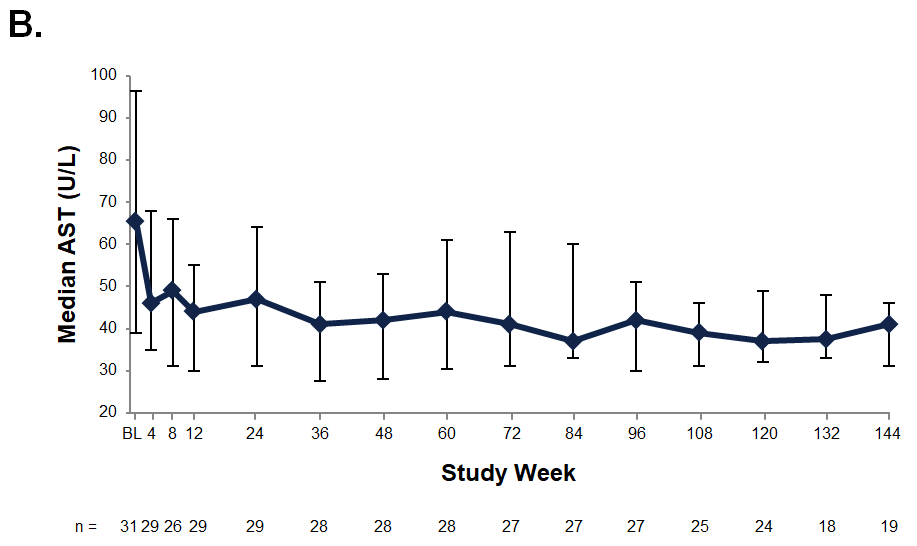 B.
100
90
80
70
60
50
40
30
20
Median AST (U/L)
BL 4 8 12 24 36 48 60 72 84 96 108 120 132 144
Study Week
n = 31 29 26 29 29 28 28 28 27 27 27 25 24 18 19